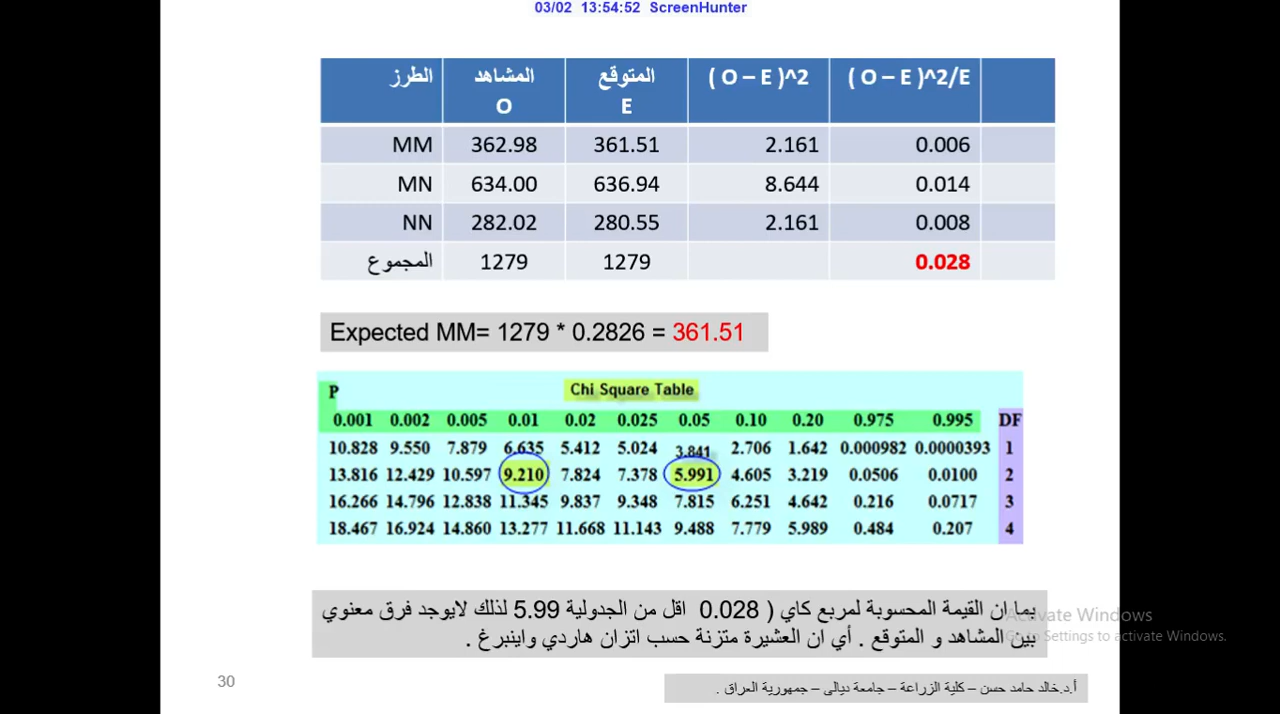 03/02 13:54:52 ScreenHunter
الطرز المشاهد O المتوقع E ( O – E )^2 ( O – E )^2/E
MM 362.98 361.51 2.161 0.006
MN 634.00 636.94 8.644 0.014
NN 282.02 280.55 2.161 0.008
المجموع 1279 1279 0.028
Expected MM= 1279 * 0.2826 = 361.51
P Chi Square Table
0.001 0.002 0.005 0.01 0.02 0.025 0.05 0.10 0.20 0.975 0.995 DF
10.828 9.550 7.879 6.635 5.412 5.024 3.841 2.706 1.642 0.000982 0.0000393 1
13.816 12.429 10.597 9.210 7.824 7.378 5.991 4.605 3.219 0.0506 0.0100 2
16.266 14.796 12.838 11.345 9.837 9.348 7.815 6.251 4.642 0.216 0.0717 3
18.467 16.924 14.860 13.277 11.668 11.143 9.488 7.779 5.989 0.484 0.207 4
بما ان القيمة المحسوبة لمربع كاي ( 0.028 اقل من الجدولية 5.99 لذلك لايوجد فرق معنوي
بين المشاهد و المتوقع . أي ان العشيرة متزنة حسب اتزان هاردي واينبرغ .
Activate Windows
Go to Settings to activate Windows.
30
أ.د.خالد حامد حسن – كلية الزراعة – جامعة ديالى – جمهورية العراق .